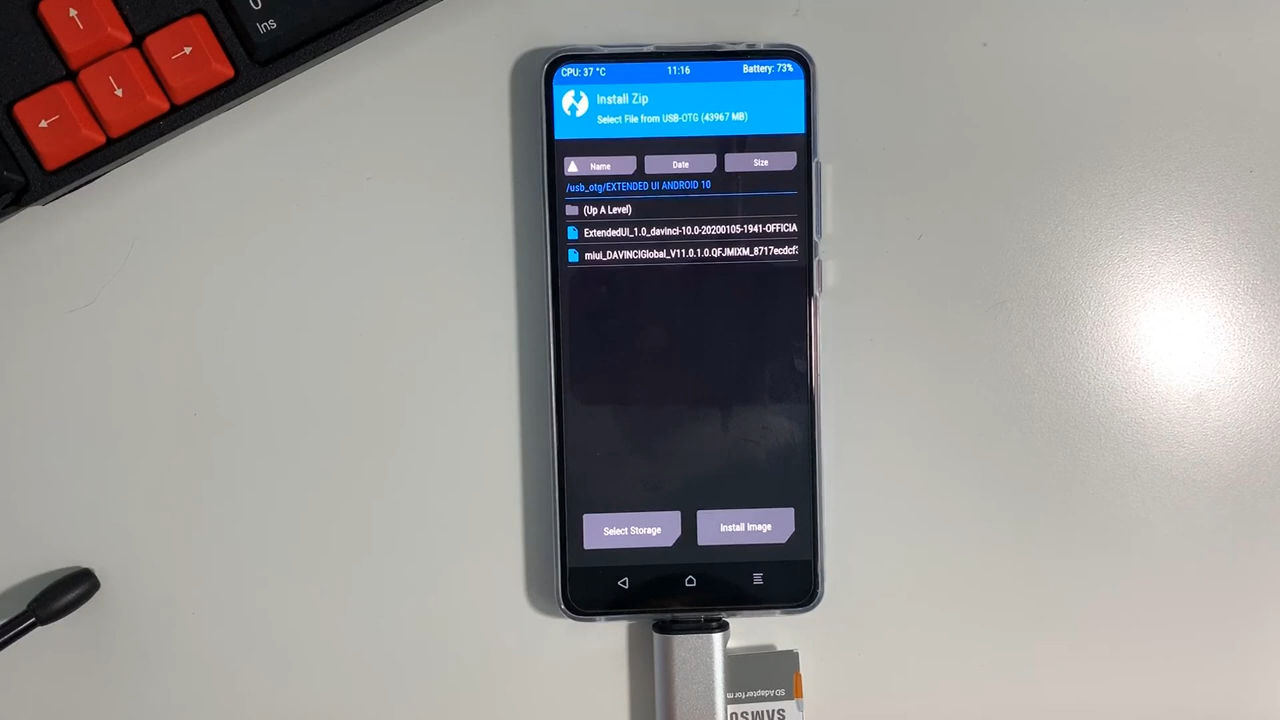 0
Ins
↑
→
↓
←
CPU: 37 °C 11:16 Battery: 73%
Install Zip
Select File from USB-OTG (43967 MB)
Name Date Size
/usb_otg/EXTENDED UI ANDROID 10
(Up A Level)
ExtendedUI_1.0_davinci-10.0-20200105-1941-OFFICIA
miui_DAVINCIGlobal_V11.0.1.0.QFJMIXM_8717ecdcf
Select Storage Install Image
SD Adapter for m
SAMSU